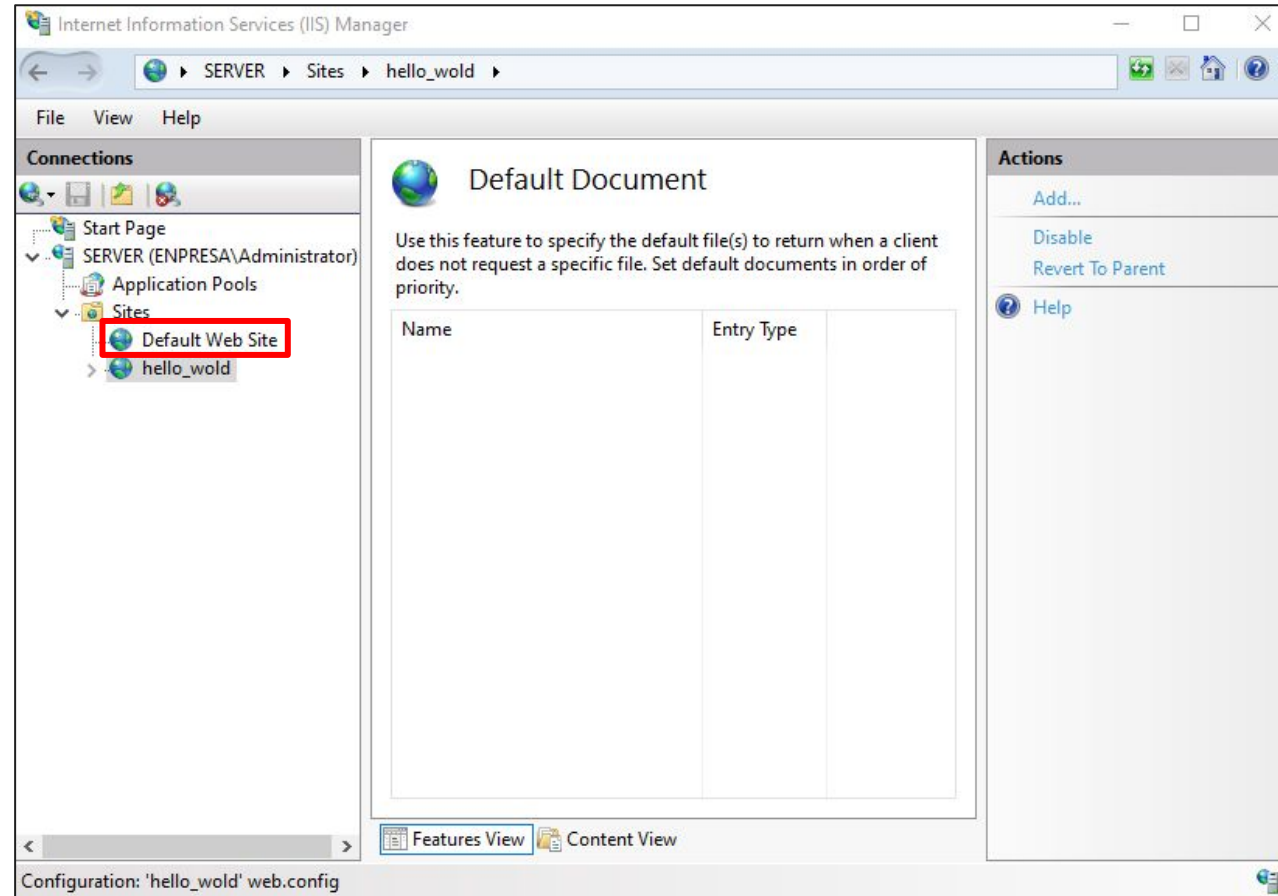 Internet Information Services (IIS) Manager
SERVER Sites hello_wold
File View Help
Connections
Start Page
SERVER (ENPRESA\Administrator)
Application Pools
Sites
Default Web Site
hello_wold
Default Document
Use this feature to specify the default file(s) to return when a client
does not request a specific file. Set default documents in order of
priority.
Name Entry Type
Features View Content View
Actions
Add...
Disable
Revert To Parent
Help
Configuration: 'hello_wold' web.config